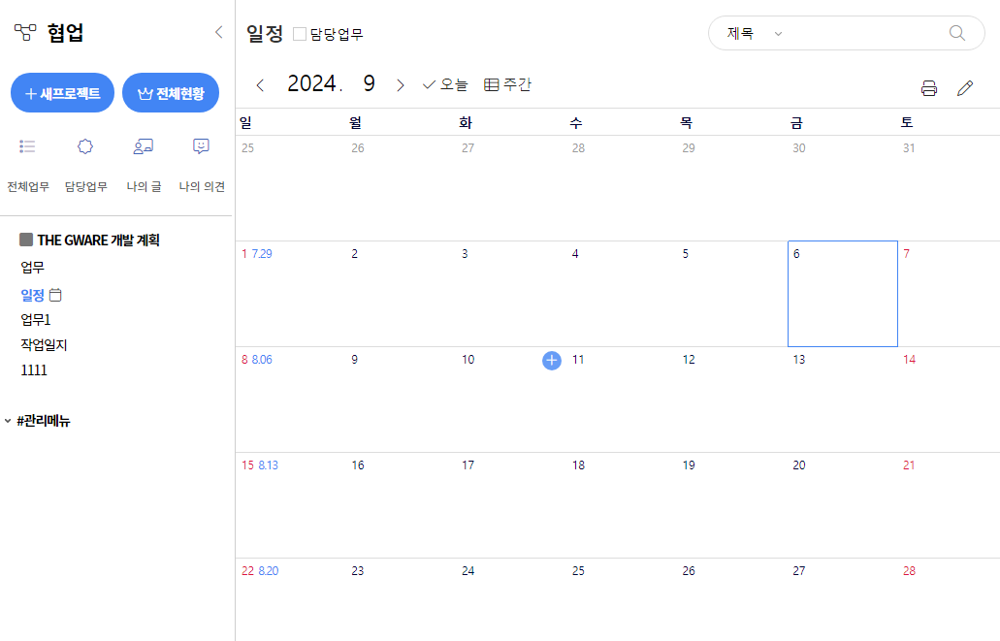 협업
새프로젝트 전체현황
전체업무 담당업무 나의 글 나의 의견
THE GWARE 개발 계획
업무
일정
업무1
작업일지
1111
#관리메뉴
일정 담당업무 제목
2024. 9 오늘 주간
일 월 화 수 목 금 토
25 26 27 28 29 30 31
1 7.29 2 3 4 5 6 7
8 8.06 9 10 11 12 13 14
15 8.13 16 17 18 19 20 21
22 8.20 23 24 25 26 27 28